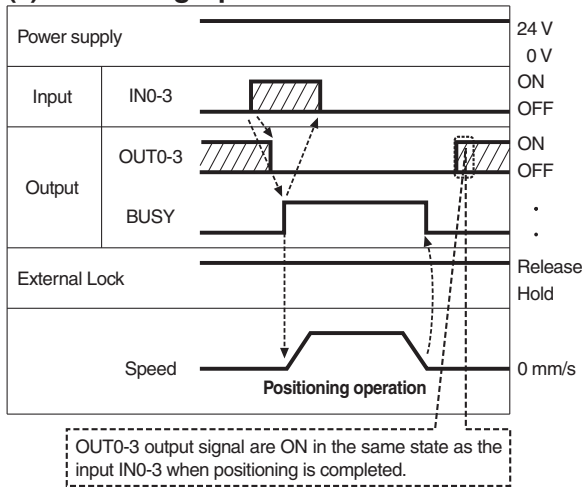 Power supply
24 V
0 V
Input
IN0-3
ON
OFF
Output
OUT0-3
ON
OFF
BUSY
External Lock
Release
Hold
Speed
0 mm/s
Positioning operation
OUT0-3 output signal are ON in the same state as the
input IN0-3 when positioning is completed.